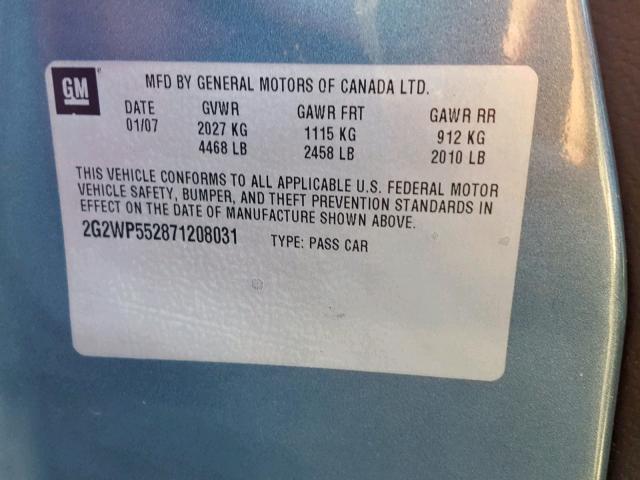 GM
MFD BY GENERAL MOTORS OF CANADA LTD.
DATE GVWR GAWR FRT GAWR RR
01/07 2027 KG 1115 KG 912 KG
4468 LB 2458 LB 2010 LB
THIS VEHICLE CONFORMS TO ALL APPLICABLE U.S. FEDERAL MOTOR
VEHICLE SAFETY, BUMPER, AND THEFT PREVENTION STANDARDS IN
EFFECT ON THE DATE OF MANUFACTURE SHOWN ABOVE.
2G2WP552871208031 TYPE: PASS CAR